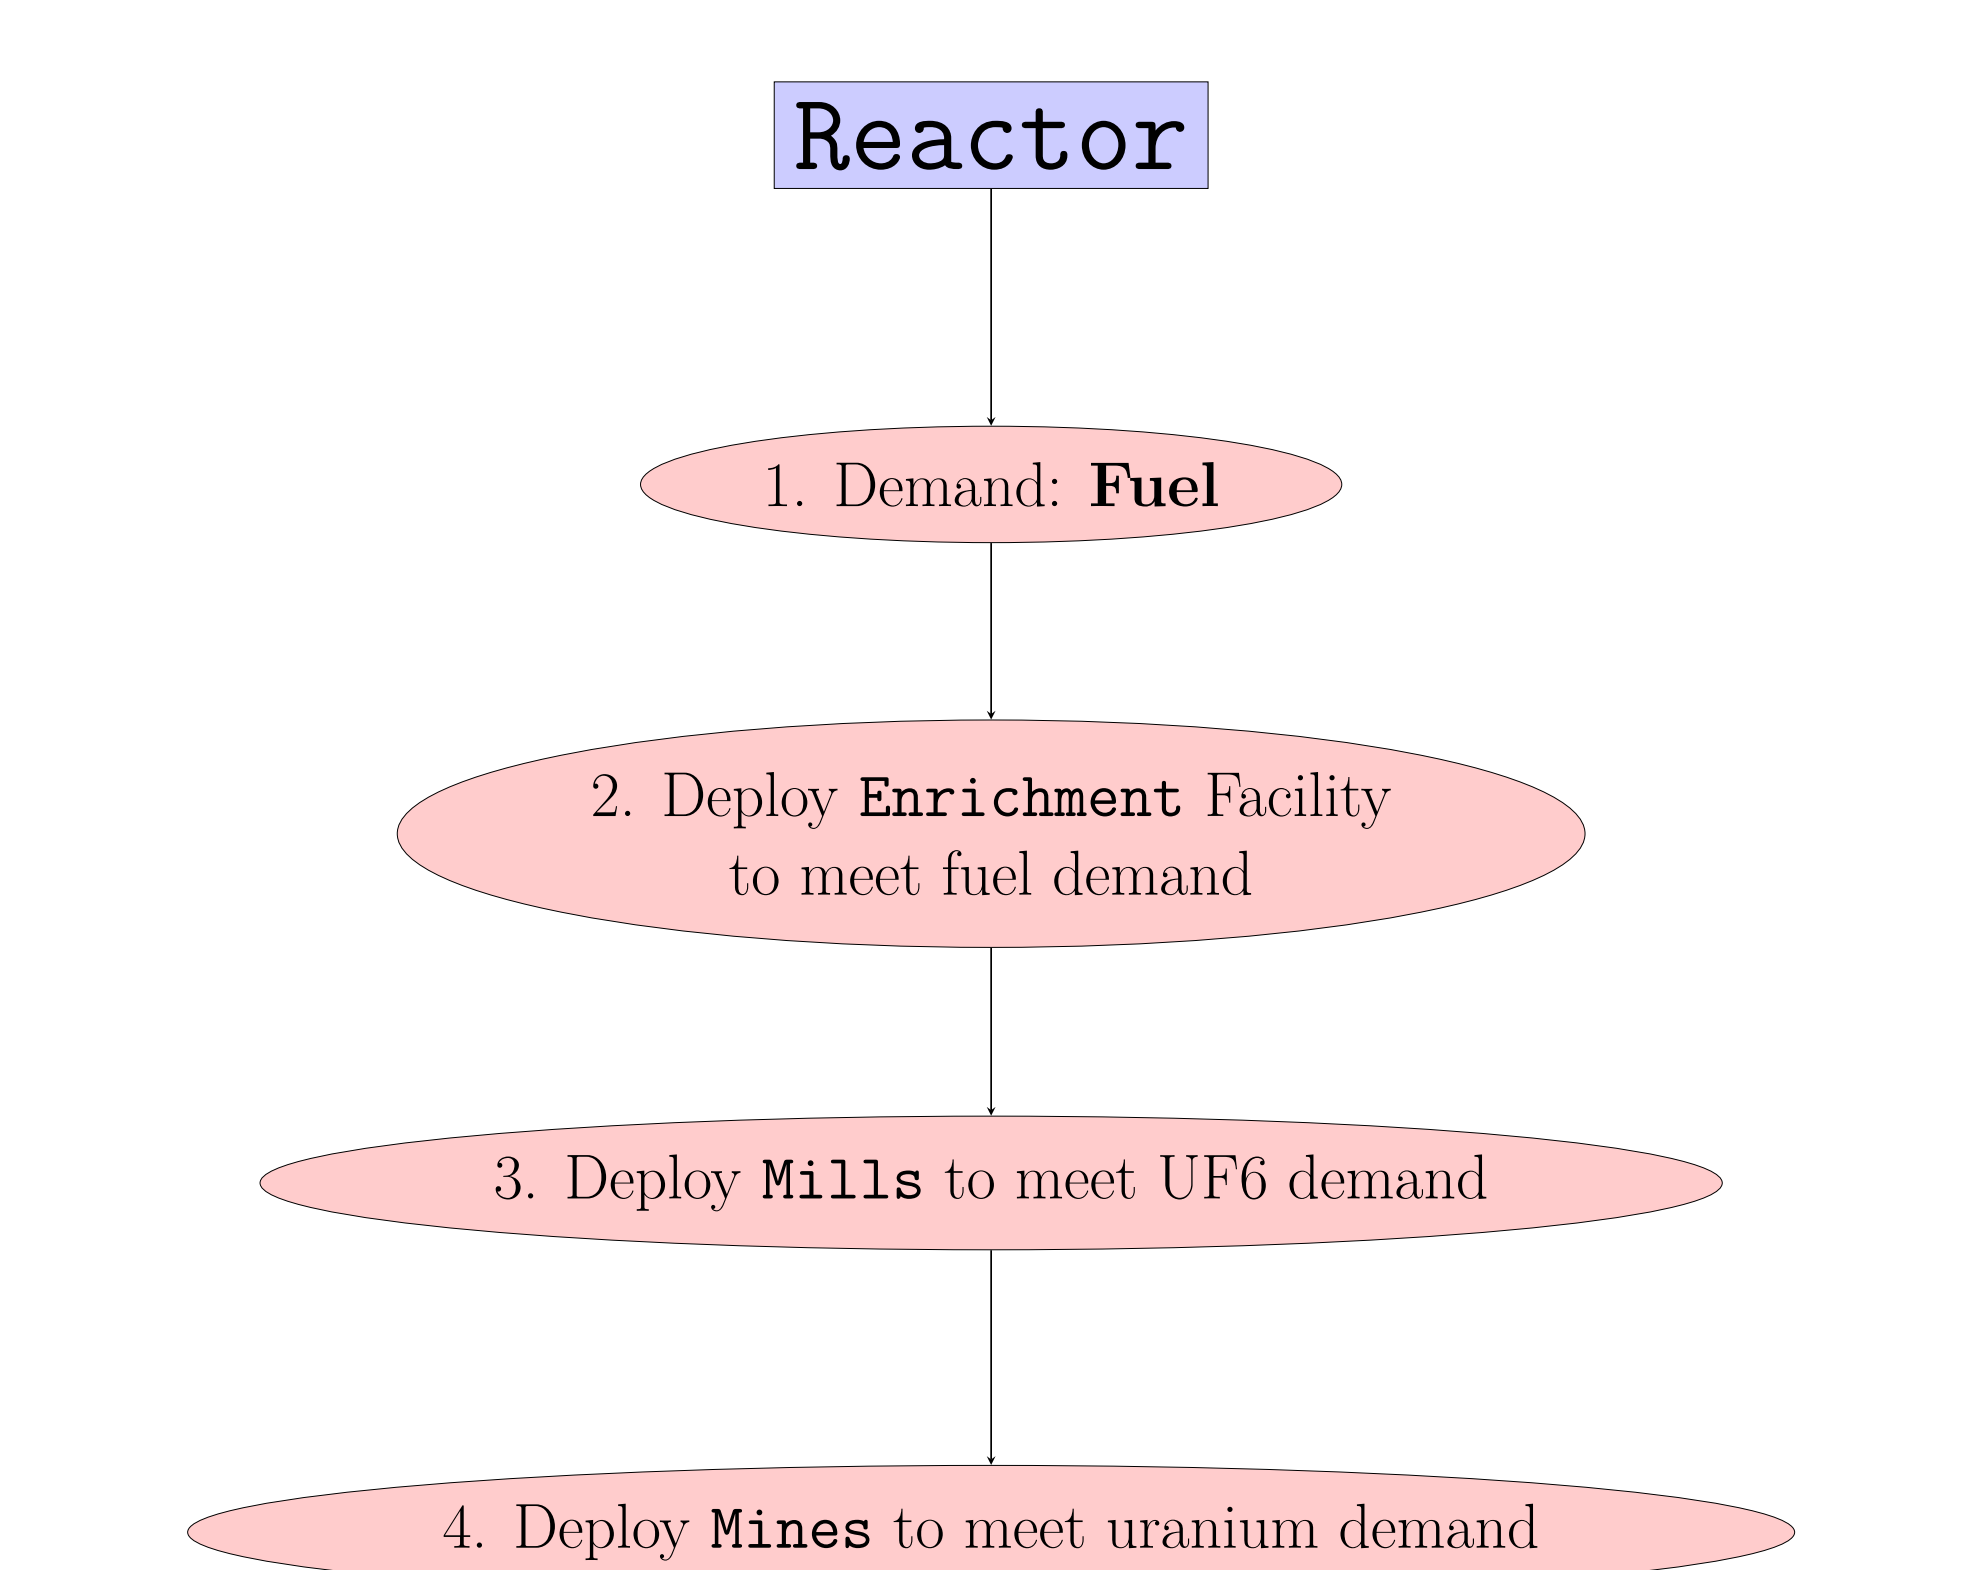 Reactor
1. Demand: Fuel
2. Deploy Enrichment Facility
to meet fuel demand
3. Deploy Mills to meet UF6 demand
4. Deploy Mines to meet uranium demand